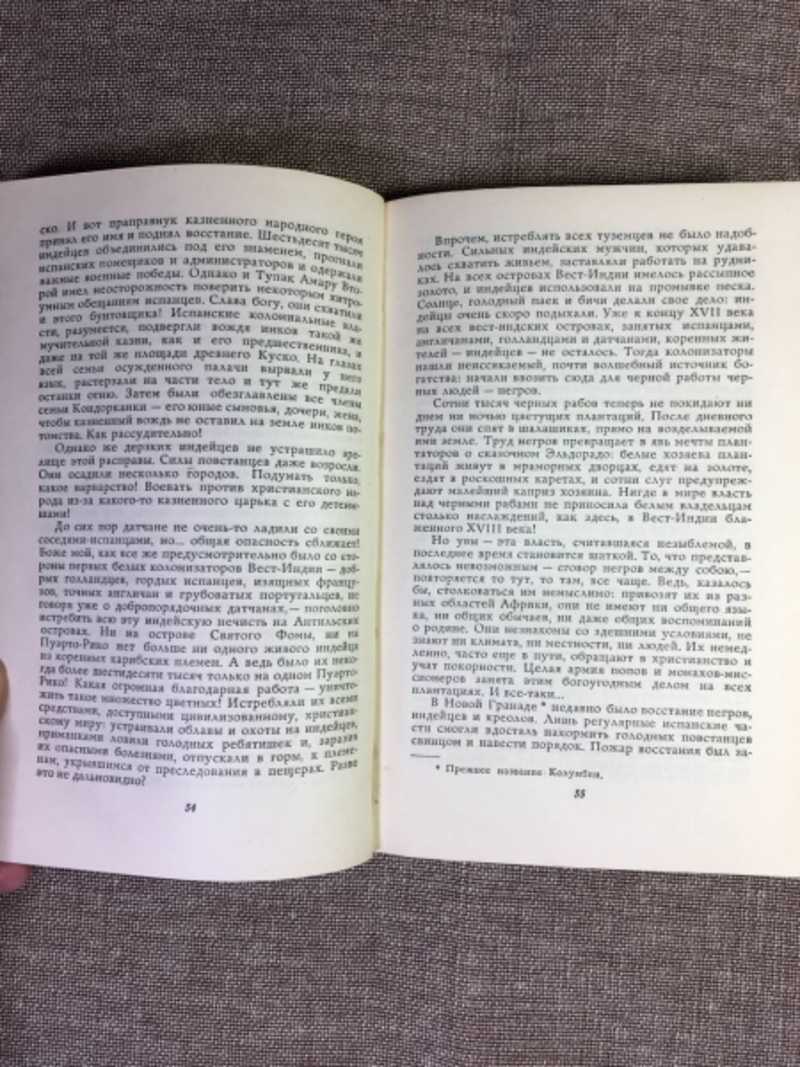 ско. И вот праправнук казненного народного героя
принял его имя и поднял восстание. Шестьдесят тысяч
индейцев объединились под его знаменем, прогнали
испанских помещиков и администраторов и одержали
важные военные победы. Однако и Тупак Амару Вто-
рой имел неосторожность поверить некоторым хитро-
умным обещаниям испанцев. Слава богу, они схватили
и этого бунтовщика! Испанские колониальные вла-
сти, разумеется, подвергли вождя инков такой же
мучительной казни, как и его предшественника, и
даже на той же площади древнего Куско. На глазах
всей семьи осужденного палачи вырвали у него
язык, растерзали на части тело и тут же предали
останки огню. Затем были обезглавлены все члены
семьи Кондорканки — его юные сыновья, дочери, жена,
чтобы казненный вождь не оставил на земле инков по-
томства. Как рассудительно!
Однако же дерзких индейцев не устрашило зре-
лище этой расправы. Силы повстанцев даже возросли.
Они осадили несколько городов. Подумать только,
какое варварство! Воевать против христианского на-
рода из-за какого-то казненного царька с его детены-
шами!
До сих пор датчане не очень-то ладили со своими
соседями-испанцами, но... общая опасность сближает!
Боже мой, как все же предусмотрительно было со сто-
роны первых белых колонизаторов Вест-Индии — доб-
рых голландцев, гордых испанцев, изящных францу-
зов, точных англичан и грубоватых португальцев, не
говоря уже о добропорядочных датчанах,— поголовно
истребить всю эту индейскую нечисть на Антильских
островах. Ни на острове Святого Фомы, ни на
Пуэрто-Рико нет больше ни одного живого индейца
из коренных карибских племен. А ведь было их неко-
гда более шестидесяти тысяч только на одном Пуэрто-
Рико! Какая огромная благодарная работа — уничто-
жить такое множество цветных! Истребляли их всеми
средствами, доступными цивилизованному, христиан-
скому миру: устраивали облавы и охоты на индейцев,
приманками ловили голодных ребятишек и, заразив
их опасными болезнями, отпускали в горы, к племе-
нам, укрывшимся от преследования в пещерах. Разве
это не дальновидно?
54
Впрочем, истреблять всех туземцев не было надоб-
ности. Сильных индейских мужчин, которых удава-
лось схватить живьем, заставляли работать на рудни-
ках. На всех островах Вест-Индии имелось рассыпное
золото, и индейцев использовали на промывке песка.
Солнце, голодный паек и бичи делали свое дело: ин-
дейцы очень скоро подыхали. Уже к концу XVII века
на всех вест-индских островах, занятых испанцами,
англичанами, голландцами и датчанами, коренных жи-
телей — индейцев — не осталось. Тогда колонизаторы
нашли неиссякаемый, почти волшебный источник бо-
гатства: начали ввозить сюда для черной работы чер-
ных людей — негров.
Сотни тысяч черных рабов теперь не покидают ни
днем ни ночью цветущих плантаций. После дневного
труда они спят в шалашиках, прямо на возделываемой
ими земле. Труд негров превращает в явь мечты план-
таторов о сказочном Эльдорадо: белые хозяева план-
таций живут в мраморных дворцах, едят на золоте,
ездят в роскошных каретах, и сотни слуг предупреж-
дают малейший каприз хозяина. Нигде в мире власть
над черными рабами не приносила белым владельцам
столько наслаждений, как здесь, в Вест-Индии бла-
женного XVIII века!
Но увы — эта власть, считавшаяся незыблемой, в
последнее время становится шаткой. То, что представ-
лялось невозможным — сговор негров между собою,—
повторяется то тут, то там, все чаще. Ведь, казалось
бы, столковаться им немыслимо: привозят их из раз-
ных областей Африки, они не имеют ни общего язы-
ка, ни общих обычаев, ни даже общих воспоминаний
о родине. Они незнакомы со здешними условиями, не
знают ни климата, ни местности, ни людей. Их немед-
ленно, часто еще в пути, обращают в христианство и
учат покорности. Целая армия попов и монахов-мис-
сионеров занята этим богоугодным делом на всех
плантациях. И все-таки...
В Новой Гранаде * недавно было восстание негров,
индейцев и креолов. Лишь регулярные испанские ча-
сти смогли вдосталь накормить голодных повстанцев
свинцом и навести порядок. Пожар восстания был за-
* Прежнее название Колумбии.
55